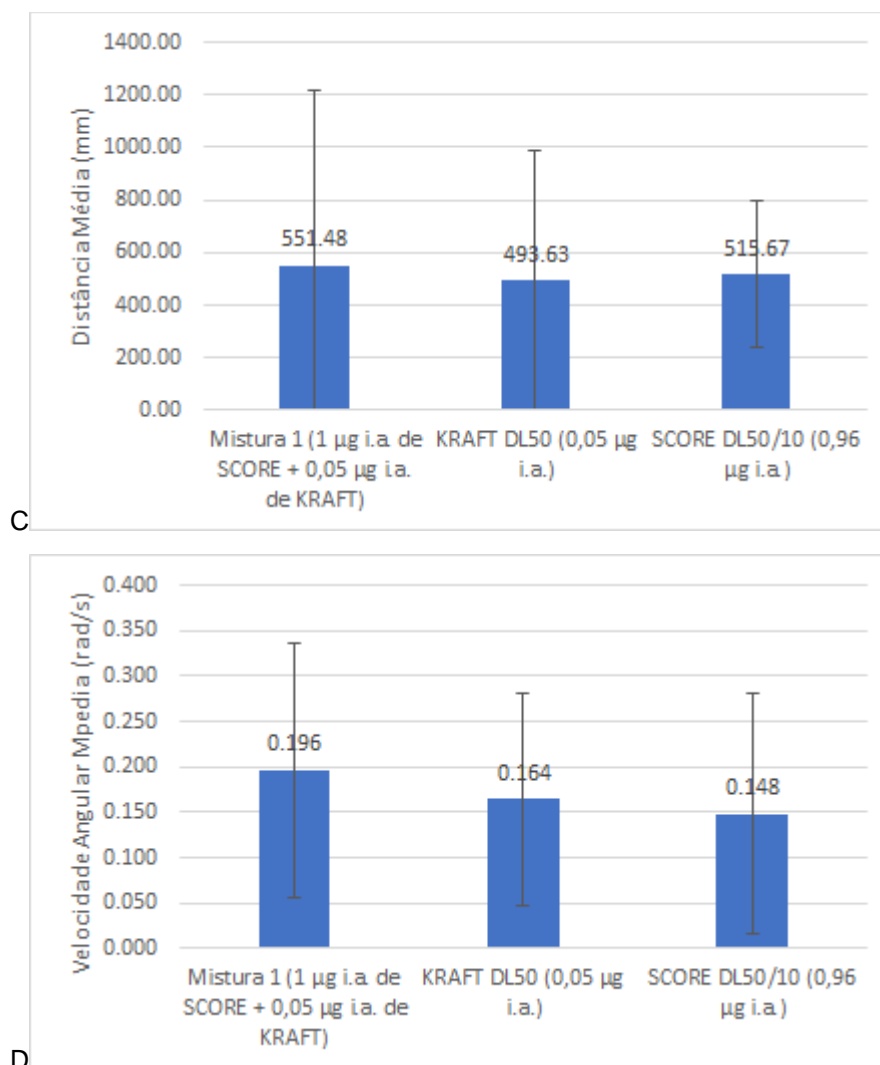 1400.00
1200.00
1000.00
800.00
600.00
400.00
200.00
0.00
Distância Média (mm)
551.48
493.63
515.67
Mistura 1 (1 µg i.a. de
SCORE + 0,05 µg i.a.
de KRAFT)
KRAFT DL50 (0,05 µg
i.a.)
SCORE DL50/10 (0,96
µg i.a)
C
0.400
0.350
0.300
0.250
0.200
0.150
0.100
0.050
0.000
Velocidade Angular Mpedia (rad/s)
0.196
0.164
0.148
Mistura 1 (1 µg i.a. de
SCORE + 0,05 µg i.a. de
KRAFT)
KRAFT DL50 (0,05 µg
i.a.)
SCORE DL50/10 (0,96
µg i.a)
D